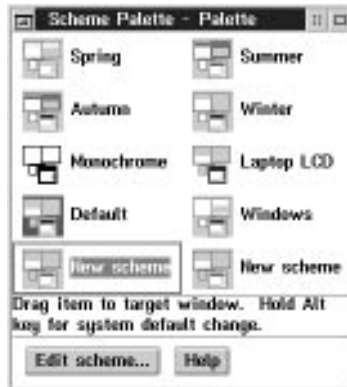 Scheme Palette - Palette
Spring Summer
Autumn Winter
Monochrome Laptop LCD
Default Windows
New scheme New scheme
Drag item to target window. Hold Alt
key for system default change.
Edit scheme... Help